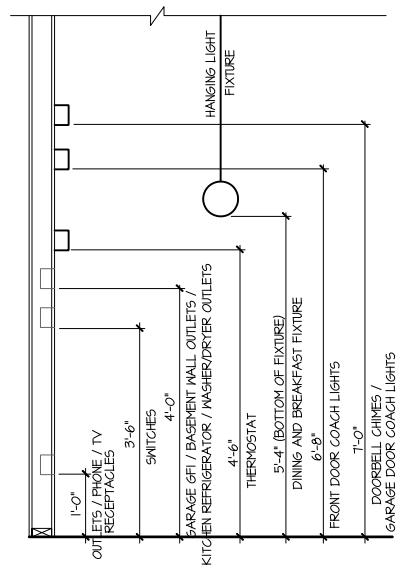 HANGING LIGHT
FIXTURE
1'-0"
OUTLETS / PHONE / TV
RECEPTACLES
3'-6"
SWITCHES
4'-0"
GARAGE GFI / BASEMENT WALL OUTLETS /
KITCHEN REFRIGERATOR / WASHER/DRYER OUTLETS
4'-6"
THERMOSTAT
5'-4" (BOTTOM OF FIXTURE)
DINING AND BREAKFAST FIXTURE
6'-8"
FRONT DOOR COACH LIGHTS
7'-0"
DOORBELL CHIMES /
GARAGE DOOR COACH LIGHTS